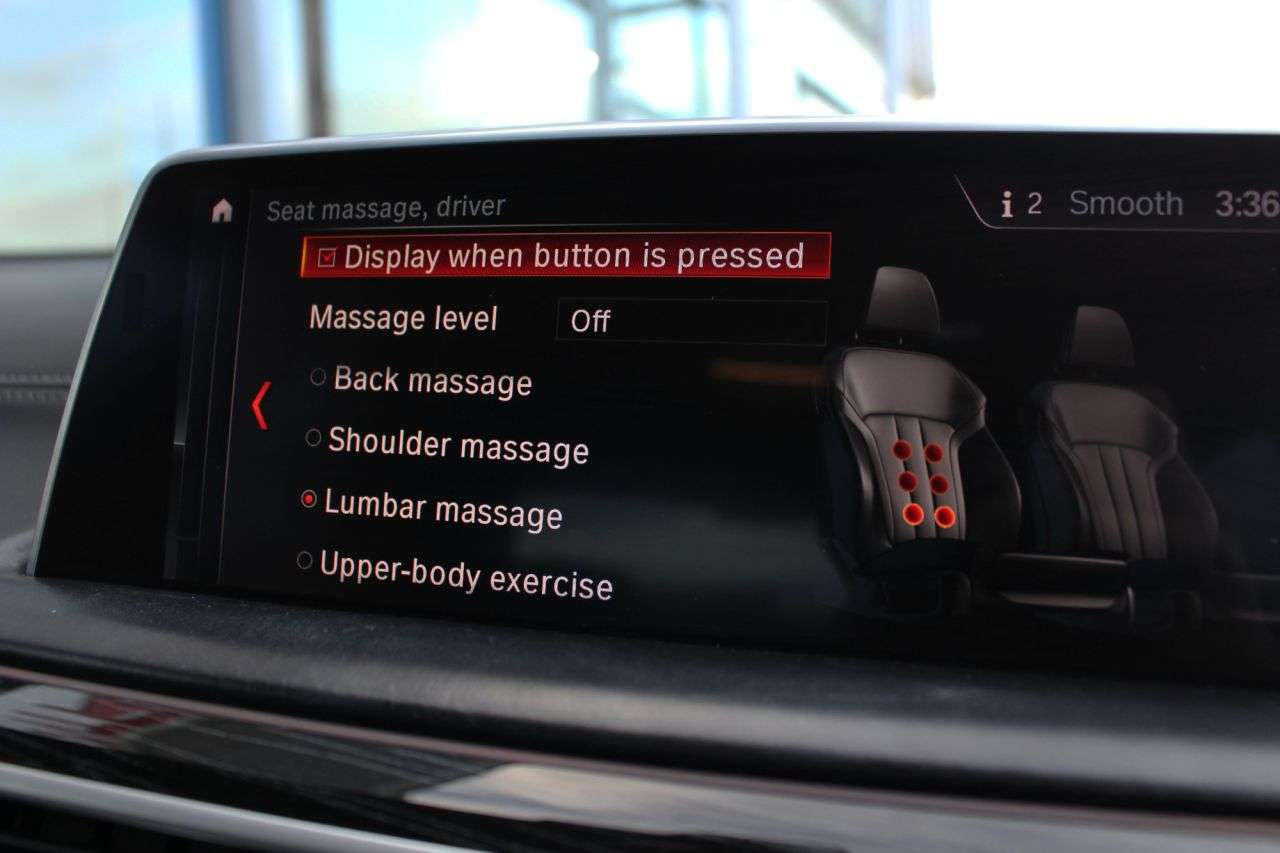 Seat massage, driver
i 2 Smooth 3:36
Display when button is pressed
Massage level Off
Back massage
Shoulder massage
Lumbar massage
Upper-body exercise